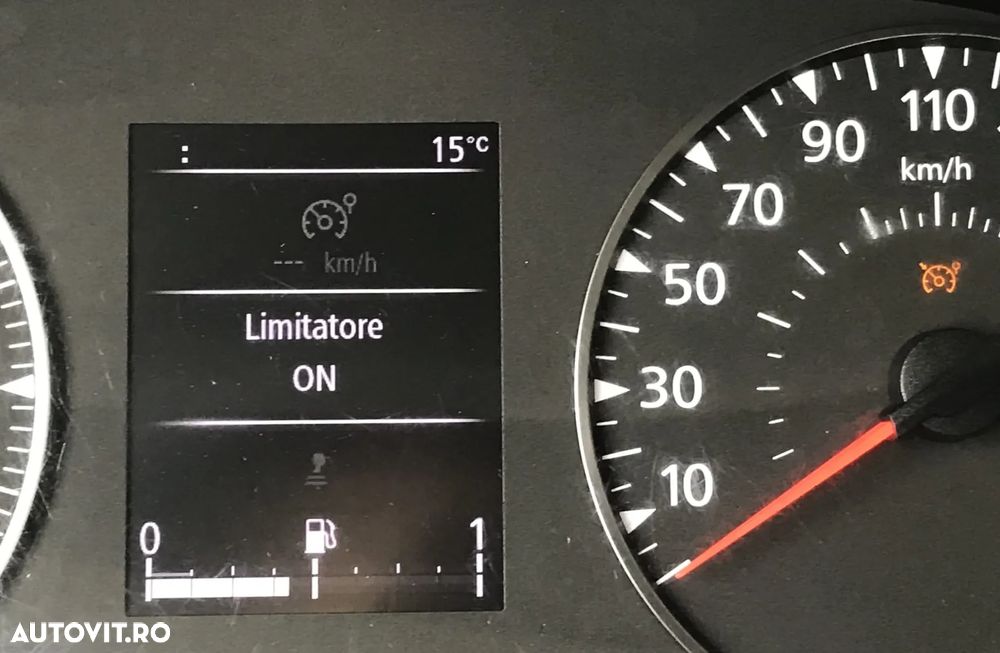 : 15°C
--- km/h
Limitatore
ON
0 1
110
90
km/h
70
50
30
10
AUTOVIT.RO